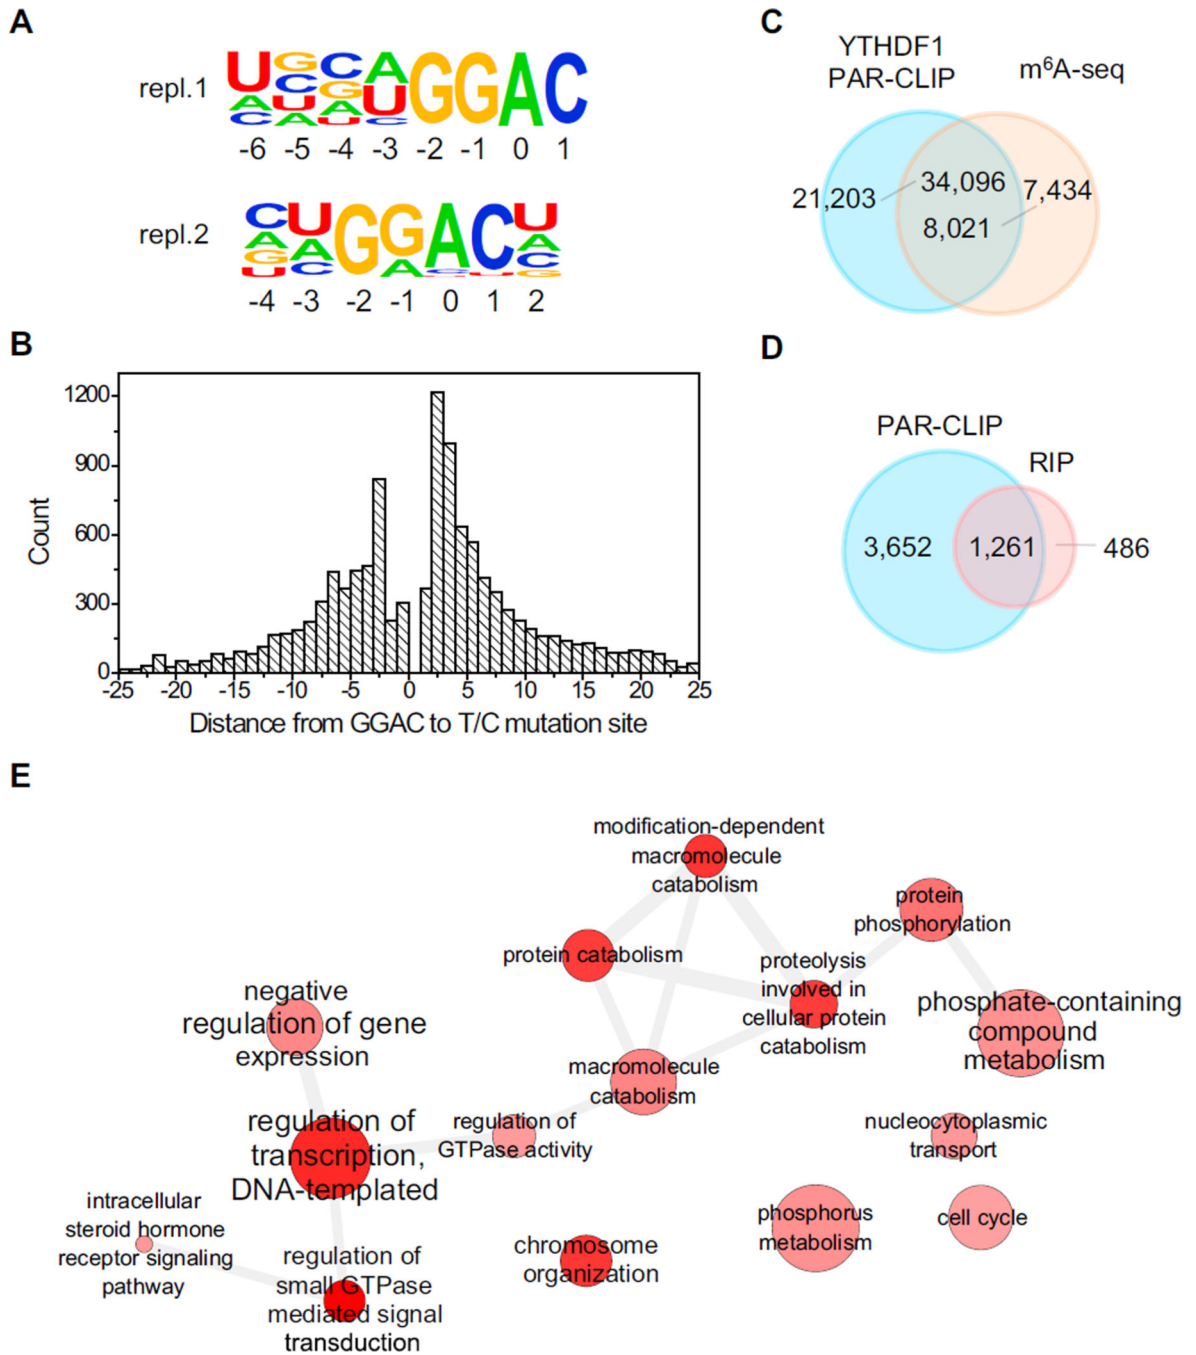 A
repl.1
U G C A G G A C
A C G U
C U A C
A U
-6 -5 -4 -3 -2 -1 0 1
repl.2
C U G G A C U
A A A C U A
G C C
U G
-4 -3 -2 -1 0 1 2
B
Count
1200
900
600
300
0
-25 -20 -15 -10 -5 0 5 10 15 20 25
Distance from GGAC to T/C mutation site
C
YTHDF1
PAR-CLIP
m⁶A-seq
21,203
34,096
7,434
8,021
D
PAR-CLIP
RIP
3,652
1,261
486
E
modification-dependent
macromolecule
catabolism
protein
phosphorylation
protein catabolism
proteolysis
involved in
cellular protein
catabolism
negative
regulation of gene
expression
phosphate-containing
compound
metabolism
macromolecule
catabolism
regulation of
transcription,
DNA-templated
regulation of
GTPase activity
nucleocytoplasmic
transport
intracellular
steroid hormone
receptor signaling
pathway
phosphorus
metabolism
cell cycle
regulation of
small GTPase
mediated signal
transduction
chromosome
organization